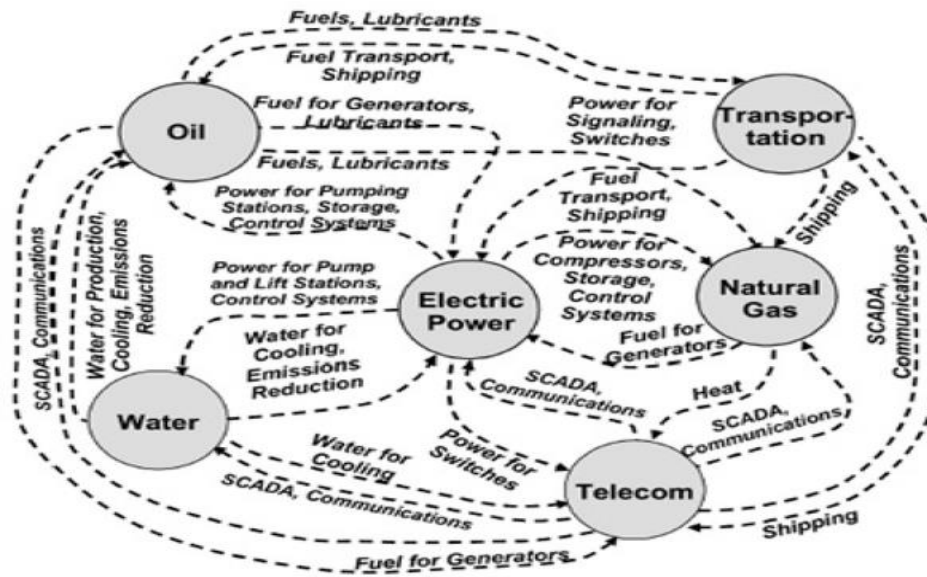 Fuels, Lubricants
Fuel Transport,
Shipping
Oil
Fuel for Generators,
Lubricants
Power for
Signaling,
Switches
Transpor-
tation
Fuels, Lubricants
Power for Pumping
Stations, Storage,
Control Systems
Fuel
Transport,
Shipping
Shipping
SCADA, Communications
Water for Production,
Cooling, Emissions
Reduction
Power for Pump
and Lift Stations,
Control Systems
Electric
Power
Power for
Compressors,
Storage,
Control
Systems
Natural
Gas
SCADA,
Communications
Water for
Cooling,
Emissions
Reduction
Fuel for
Generators
Water
SCADA,
Communications
Heat
SCADA,
Communications
Water for
Cooling
Power for
Switches
SCADA, Communications
Telecom
Shipping
Fuel for Generators